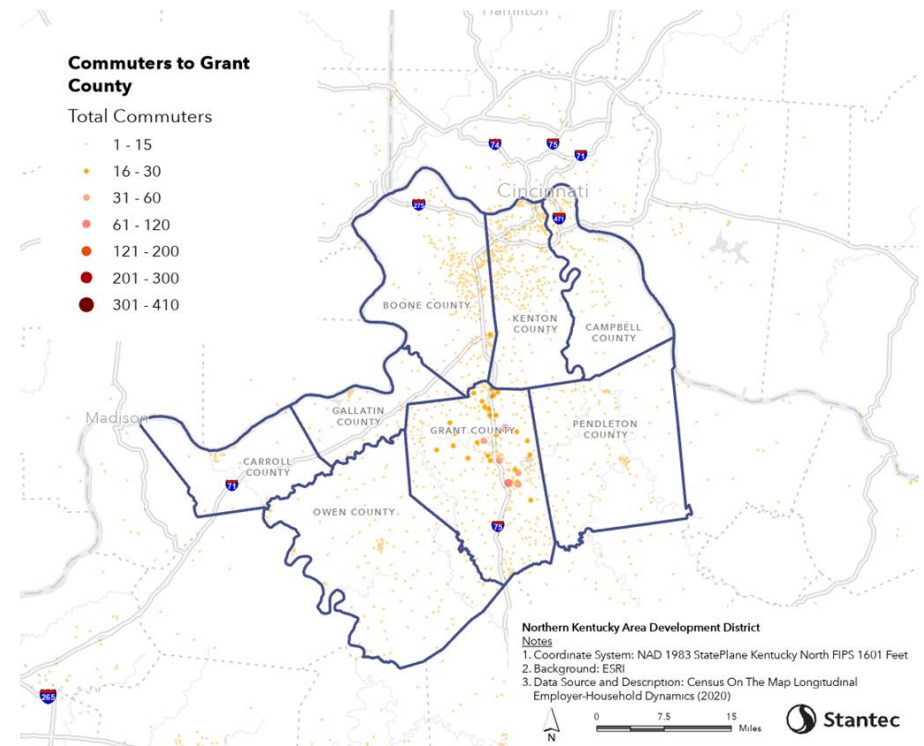 Hamilton
Commuters to Grant
County
Total Commuters
1 - 15
16 - 30
31 - 60
61 - 120
121 - 200
201 - 300
301 - 410
74
75
71
Cincinnati
275
471
BOONE COUNTY
KENTON
COUNTY
CAMPBELL
COUNTY
Madison
GALLATIN
COUNTY
GRANT COUNTY
PENDLETON
COUNTY
CARROLL
COUNTY
71
OWEN COUNTY
75
265
Northern Kentucky Area Development District
Notes
1. Coordinate System: NAD 1983 StatePlane Kentucky North FIPS 1601 Feet
2. Background: ESRI
3. Data Source and Description: Census On The Map Longitudinal
Employer-Household Dynamics (2020)
N
0 7.5 15
Miles
Stantec